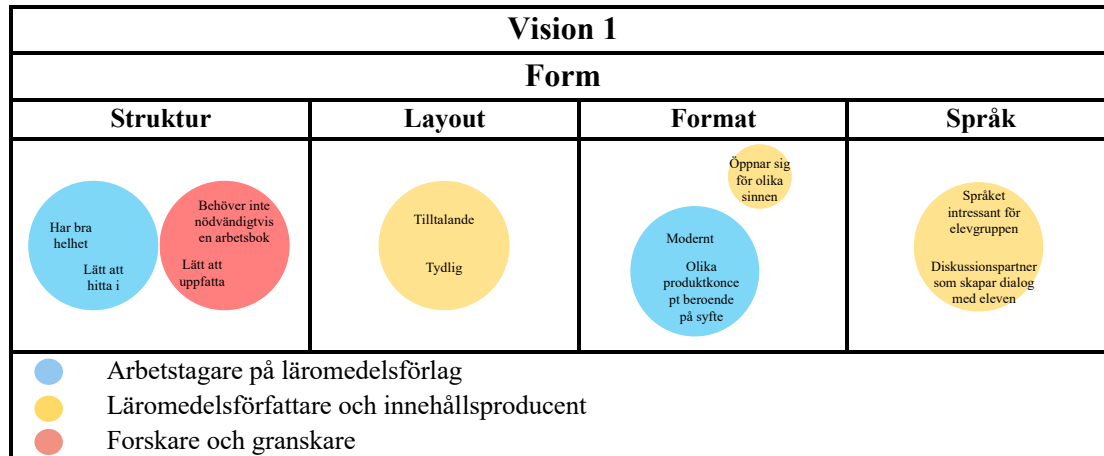 Vision 1
Form
Struktur
Layout
Format
Språk
Har bra
helhet
Lätt att
hitta i
Behöver inte
nödvändigtvis
en arbetsbok
Lätt att
uppfatta
Tilltalande
Tydlig
Öppnar sig
för olika
sinnen
Modernt
Olika
produktkonce
pt beroende
på syfte
Språket
intressant för
elevgruppen
Diskussionspartner
som skapar dialog
med eleven
Arbetstagare på läromedelsförlag
Läromedelsförfattare och innehållsproducent
Forskare och granskare